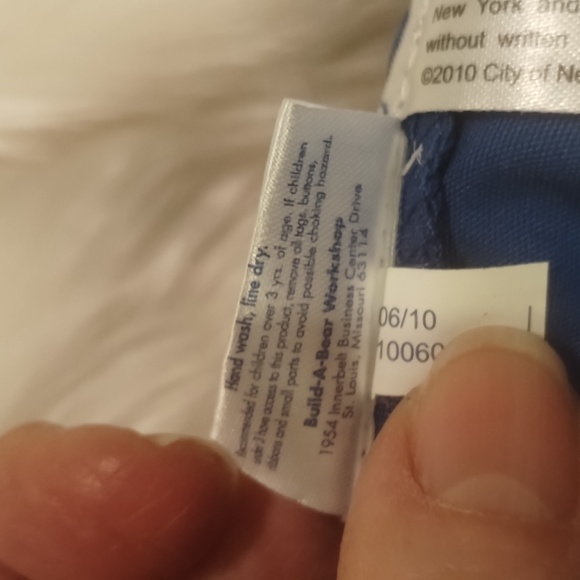 New York and
without written
©2010 City of Ne
Hand wash, line dry.
Recommended for children over 3 yrs. of age. If children
under 3 have access to this product, remove all tags, buttons,
ribbons and small parts to avoid possible choking hazard.
Build-A-Bear Workshop
1954 Innerbelt Business Center Drive
St. Louis, Missouri 63114
06/10
10060